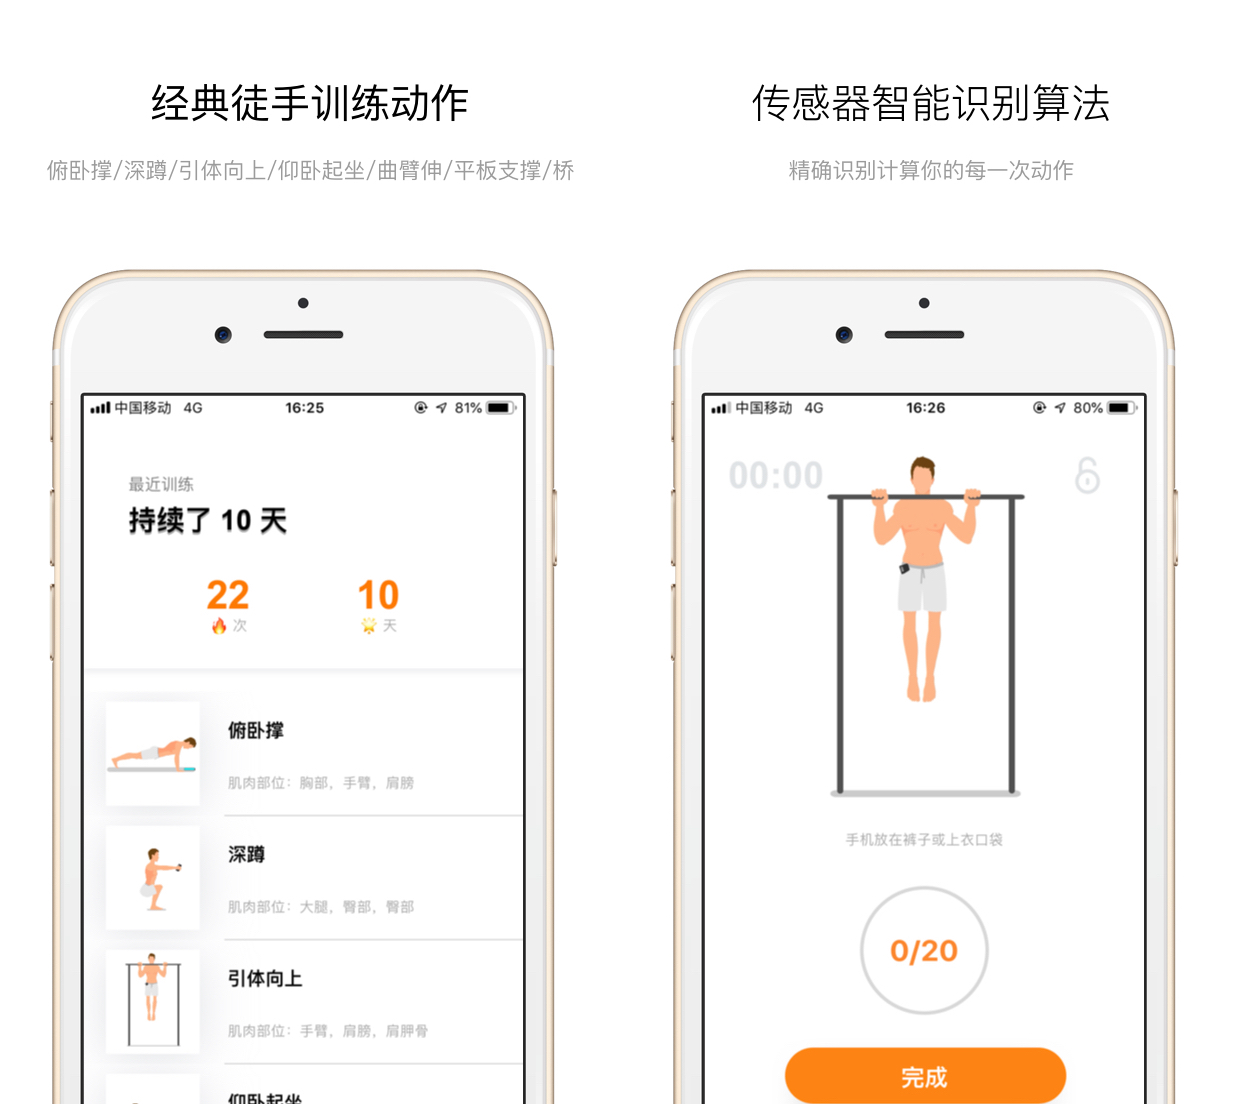 经典徒手训练动作
俯卧撑/深蹲/引体向上/仰卧起坐/曲臂伸/平板支撑/桥
中国移动 4G 16:25 81%
最近训练
持续了 10 天
22 10
次 天
俯卧撑
肌肉部位：胸部，手臂，肩膀
深蹲
肌肉部位：大腿，臀部，臀部
引体向上
肌肉部位：手臂，肩膀，肩胛骨
仰卧起坐
传感器智能识别算法
精确识别计算你的每一次动作
中国移动 4G 16:26 80%
00:00
手机放在裤子或上衣口袋
0/20
完成